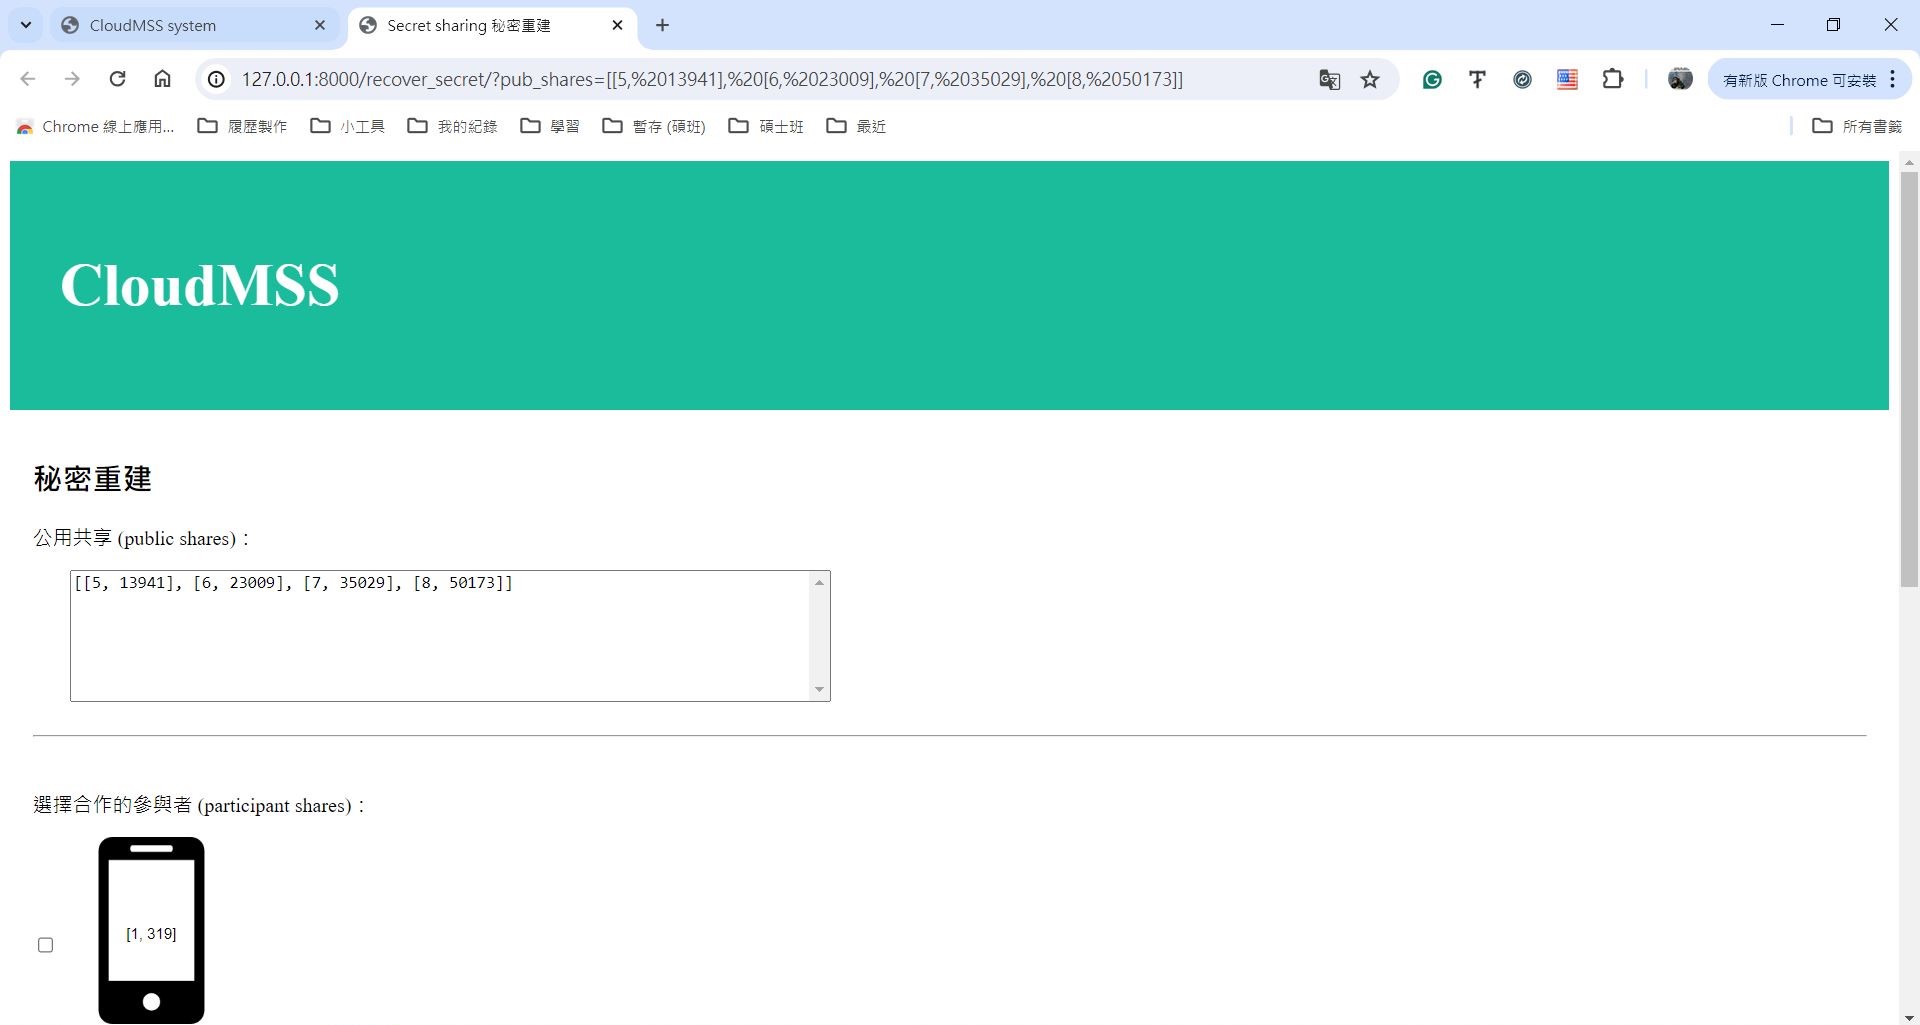 CloudMSS system
Secret sharing 秘密重建
127.0.0.1:8000/recover_secret/?pub_shares=[[5,%2013941],%20[6,%2023009],%20[7,%2035029],%20[8,%2050173]]
有新版 Chrome 可安裝
Chrome 線上應用... 履歷製作 小工具 我的紀錄 學習 暫存 (碩班) 碩士班 最近 所有書籤
CloudMSS
秘密重建
公用共享 (public shares)：
[[5, 13941], [6, 23009], [7, 35029], [8, 50173]]
選擇合作的參與者 (participant shares)：
[1, 319]